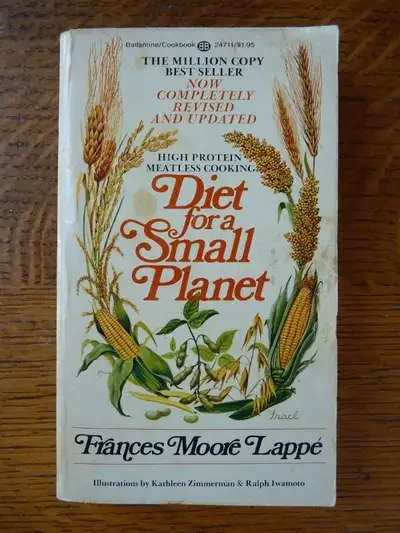 Ballantine/Cookbook BB 24711/$1.95
THE MILLION COPY
BEST SELLER
NOW
COMPLETELY
REVISED
AND UPDATED
HIGH PROTEIN
MEATLESS COOKING
Diet
for a
Small
Planet
Frances Moore Lappé
Illustrations by Kathleen Zimmerman & Ralph Iwamoto